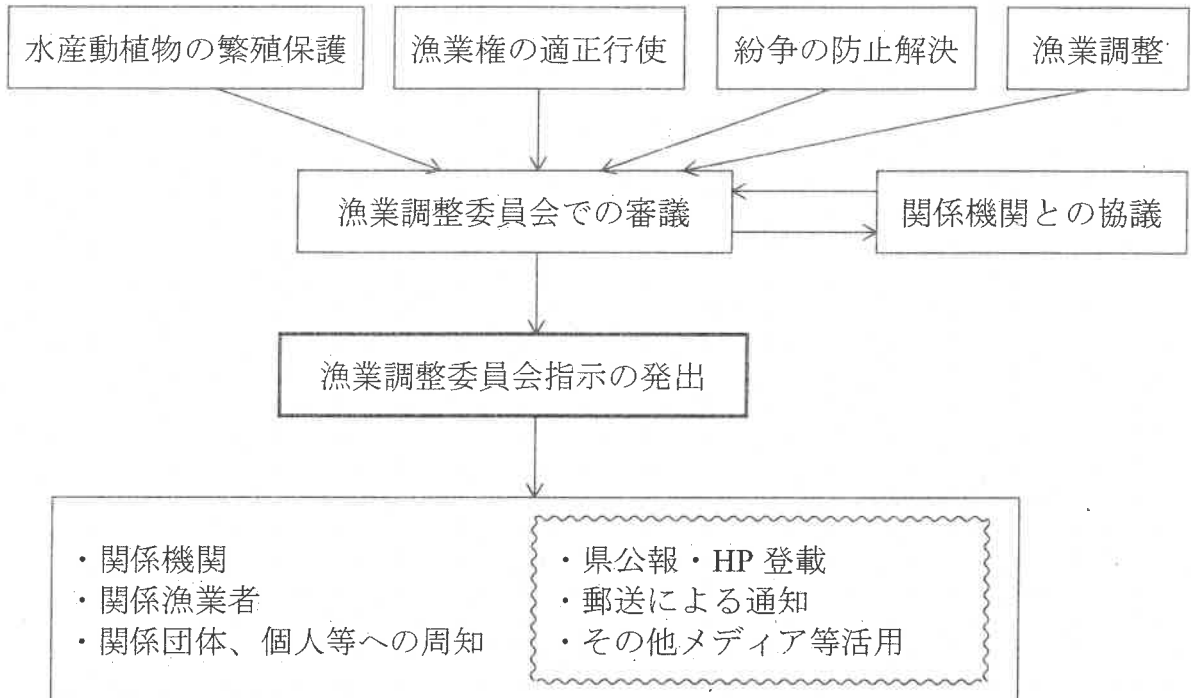 水産動植物の繁殖保護
漁業権の適正行使
紛争の防止解決
漁業調整
漁業調整委員会での審議
関係機関との協議
漁業調整委員会指示の発出
・関係機関
・関係漁業者
・関係団体、個人等への周知
・県公報・HP 登載
・郵送による通知
・その他メディア等活用